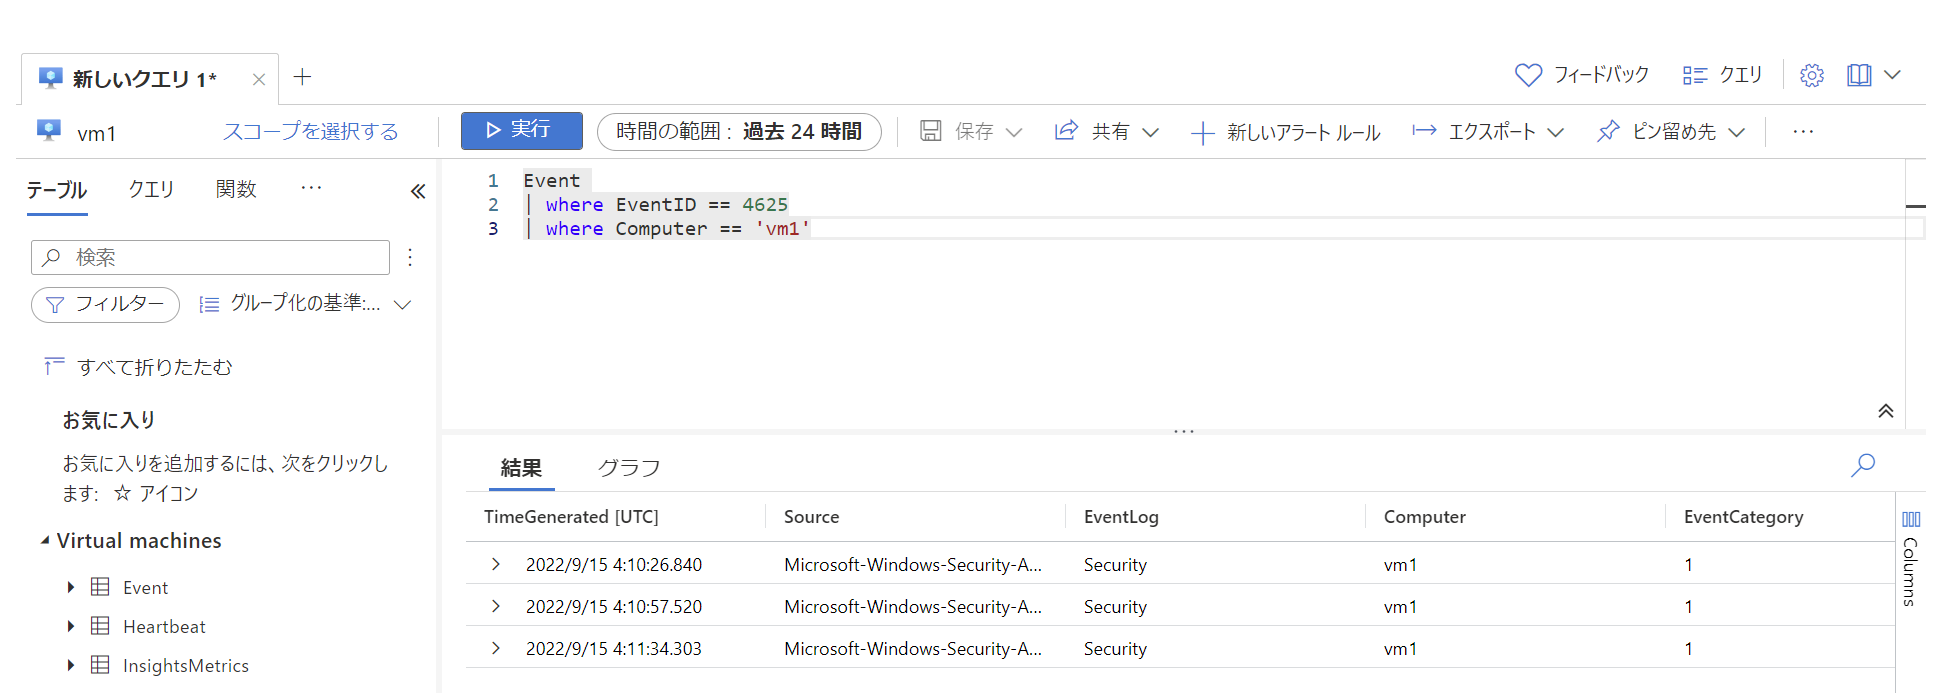 新しいクエリ 1*
フィードバック
クエリ
vm1
スコープを選択する
実行
時間の範囲 : 過去 24 時間
保存
共有
新しいアラート ルール
エクスポート
ピン留め先
テーブル
クエリ
関数
検索
フィルター
グループ化の基準:...
すべて折りたたむ
お気に入り
お気に入りを追加するには、次をクリックし
ます: ☆ アイコン
Virtual machines
Event
Heartbeat
InsightsMetrics
1 Event
2 | where EventID == 4625
3 | where Computer == 'vm1'
結果
グラフ
TimeGenerated [UTC] Source EventLog Computer EventCategory
2022/9/15 4:10:26.840 Microsoft-Windows-Security-A... Security vm1 1
2022/9/15 4:10:57.520 Microsoft-Windows-Security-A... Security vm1 1
2022/9/15 4:11:34.303 Microsoft-Windows-Security-A... Security vm1 1
Columns